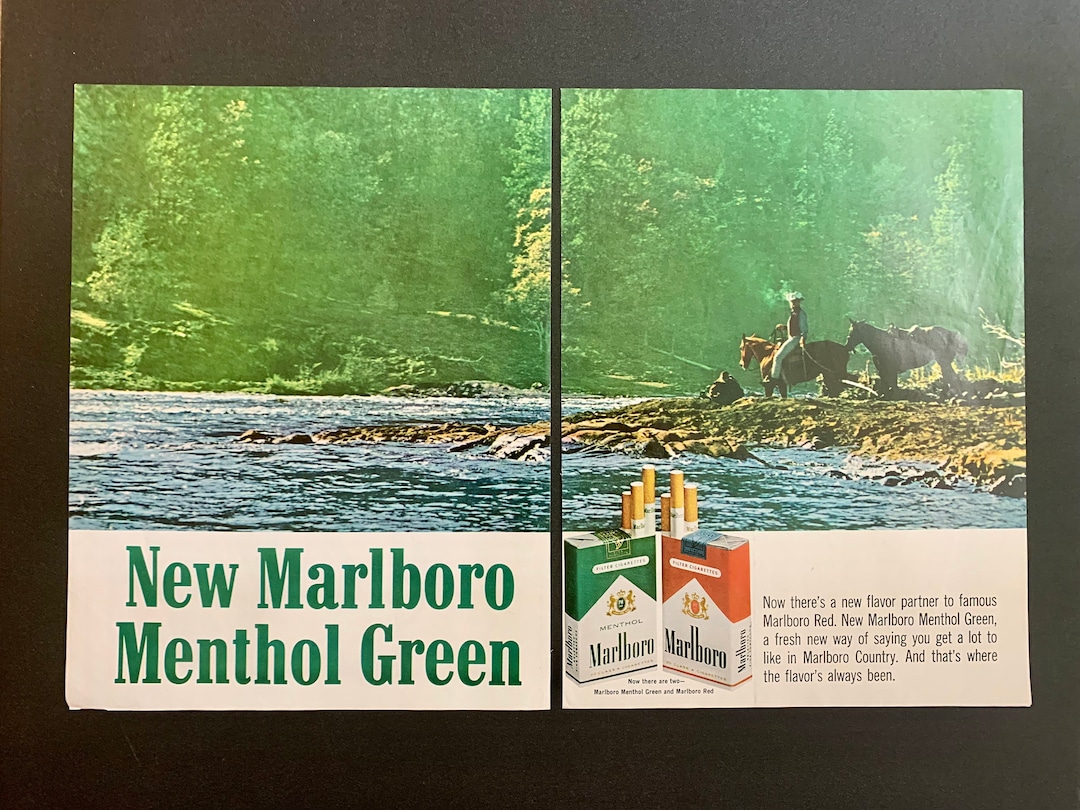 New Marlboro
Menthol Green
FILTER CIGARETTES
MENTHOL
Marlboro
Marlboro
FILTER CIGARETTES
Marlboro
Marlboro
Now there are two—
Marlboro Menthol Green and Marlboro Red
Now there's a new flavor partner to famous
Marlboro Red. New Marlboro Menthol Green,
a fresh new way of saying you get a lot to
like in Marlboro Country. And that's where
the flavor's always been.